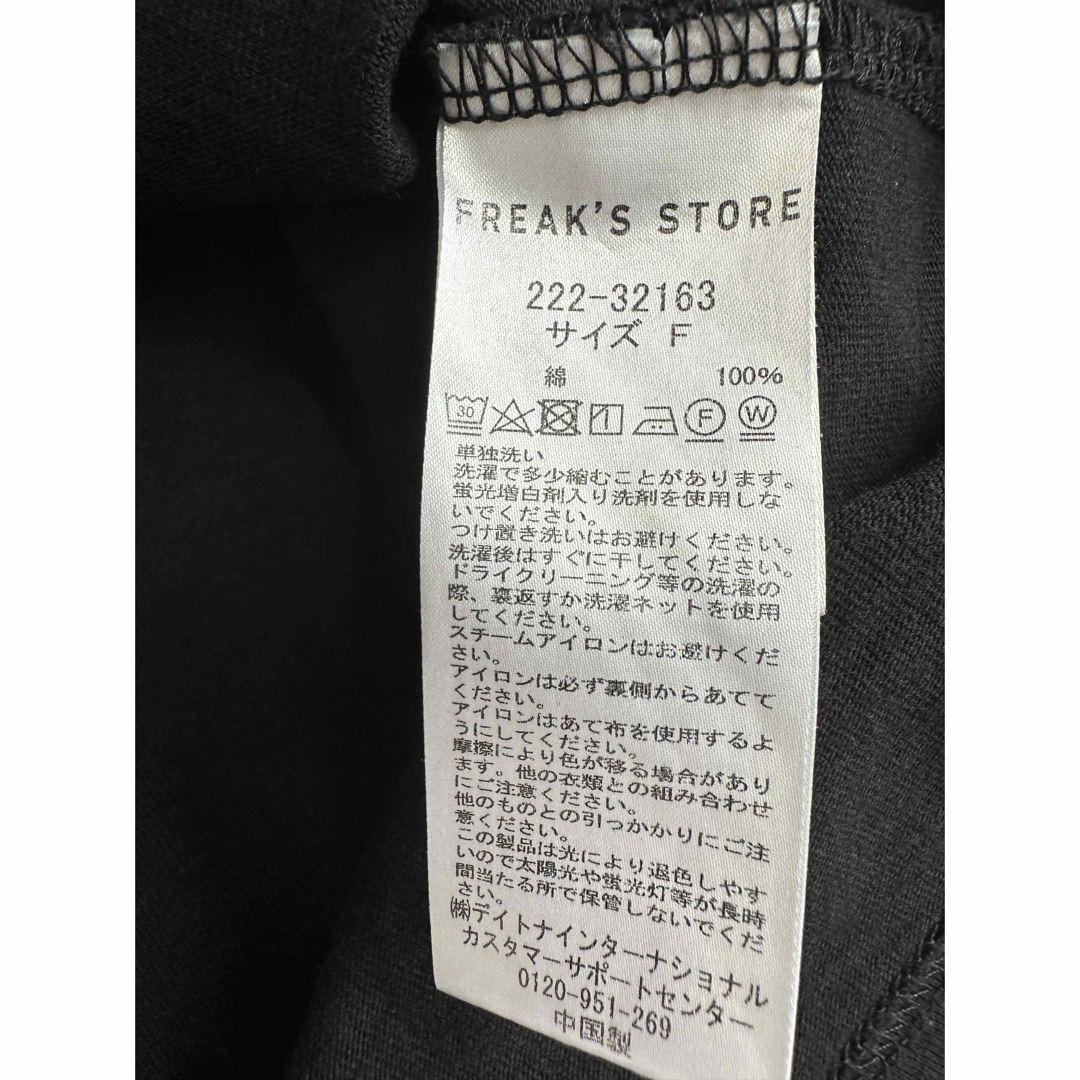 FREAK'S STORE
222-32163
サイズ F
綿 100%
30 F W
単独洗い
洗濯で多少縮むことがあります。
蛍光増白剤入り洗剤を使用しな
いでください。
つけ置き洗いはお避けください。
洗濯後はすぐに干してください。
ドライクリーニング等の洗濯の
際、裏返すか洗濯ネットを使用
してください。
スチームアイロンはお避けくだ
さい。
アイロンは必ず裏側からあてて
ください。
アイロンはあて布を使用するよ
うにしてください。
摩擦により色が移る場合があり
ます。他の衣類との組み合わせ
にご注意ください。
他のものとの引っかかりにご注
意ください。
この製品は光により退色しやす
いので太陽光や蛍光灯等が長時
間当たる所で保管しないでくだ
さい。
㈱デイトナインターナショナル
カスタマーサポートセンター
0120-951-269
中国製